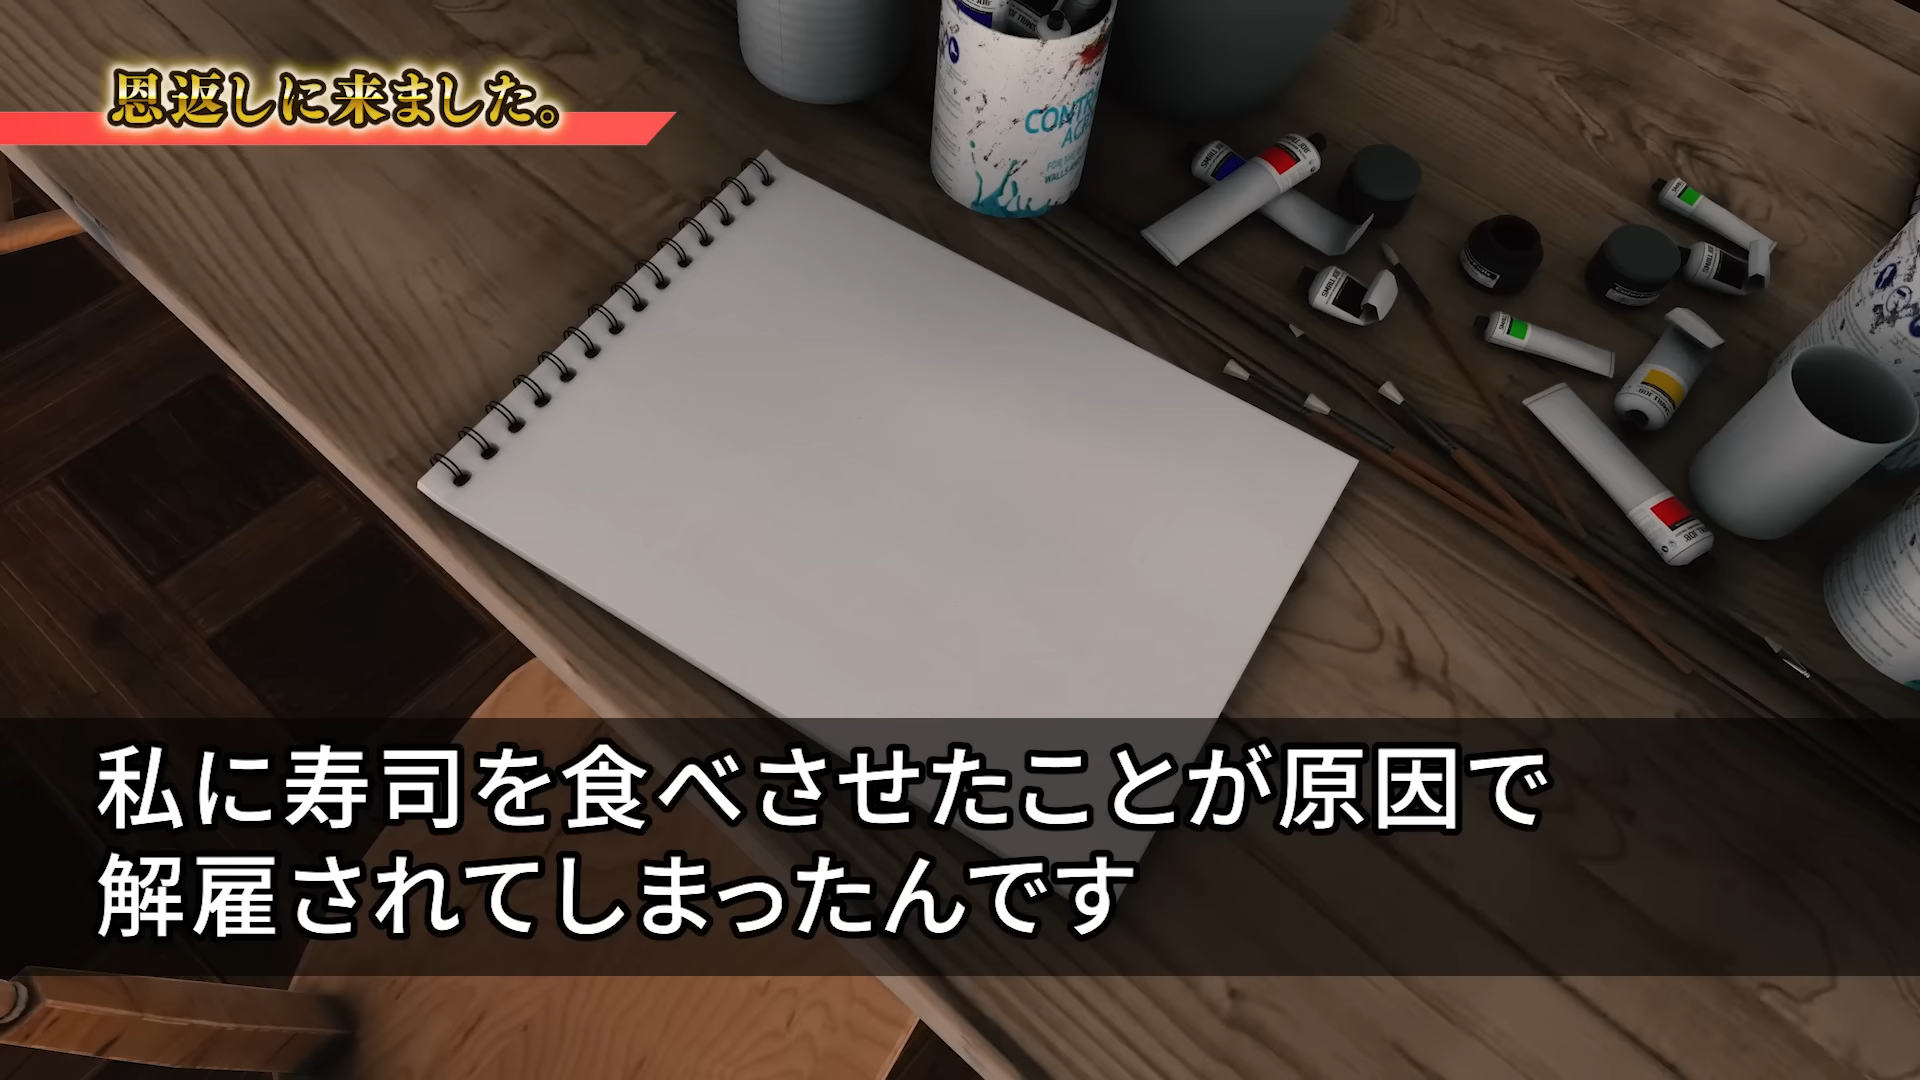 恩返しに来ました。
私に寿司を食べさせたことが原因で
解雇されてしまったんです